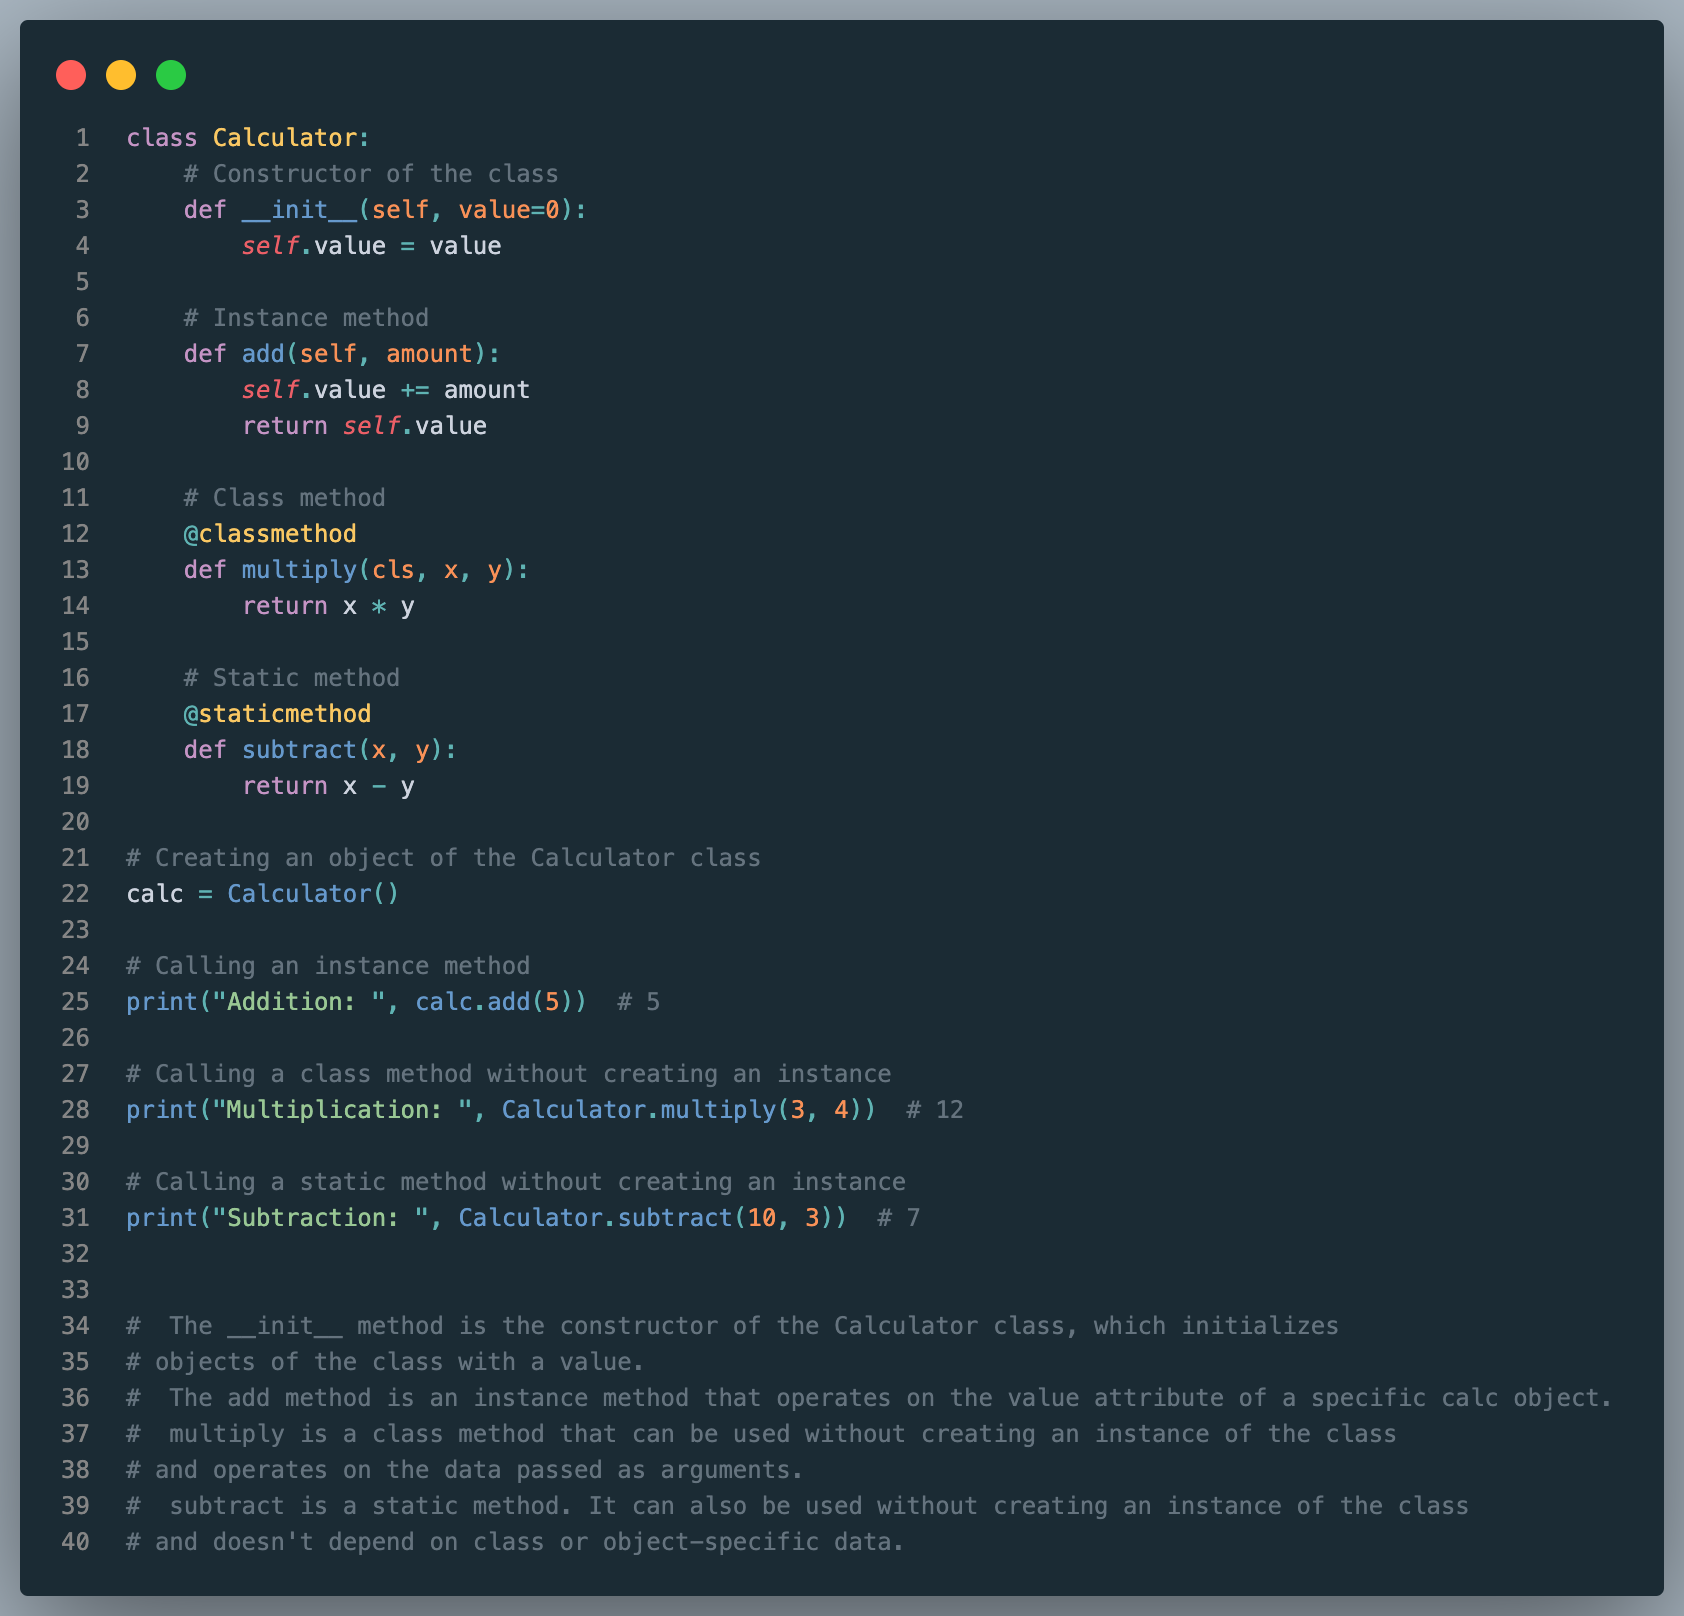 1 class Calculator:
2     # Constructor of the class
3     def __init__(self, value=0):
4         self.value = value
5
6     # Instance method
7     def add(self, amount):
8         self.value += amount
9         return self.value
10
11     # Class method
12     @classmethod
13     def multiply(cls, x, y):
14         return x * y
15
16     # Static method
17     @staticmethod
18     def subtract(x, y):
19         return x - y
20
21 # Creating an object of the Calculator class
22 calc = Calculator()
23
24 # Calling an instance method
25 print("Addition: ", calc.add(5))  # 5
26
27 # Calling a class method without creating an instance
28 print("Multiplication: ", Calculator.multiply(3, 4))  # 12
29
30 # Calling a static method without creating an instance
31 print("Subtraction: ", Calculator.subtract(10, 3))  # 7
32
33
34 #  The __init__ method is the constructor of the Calculator class, which initializes
35 # objects of the class with a value.
36 #  The add method is an instance method that operates on the value attribute of a specific calc object.
37 #  multiply is a class method that can be used without creating an instance of the class
38 # and operates on the data passed as arguments.
39 #  subtract is a static method. It can also be used without creating an instance of the class
40 # and doesn't depend on class or object-specific data.